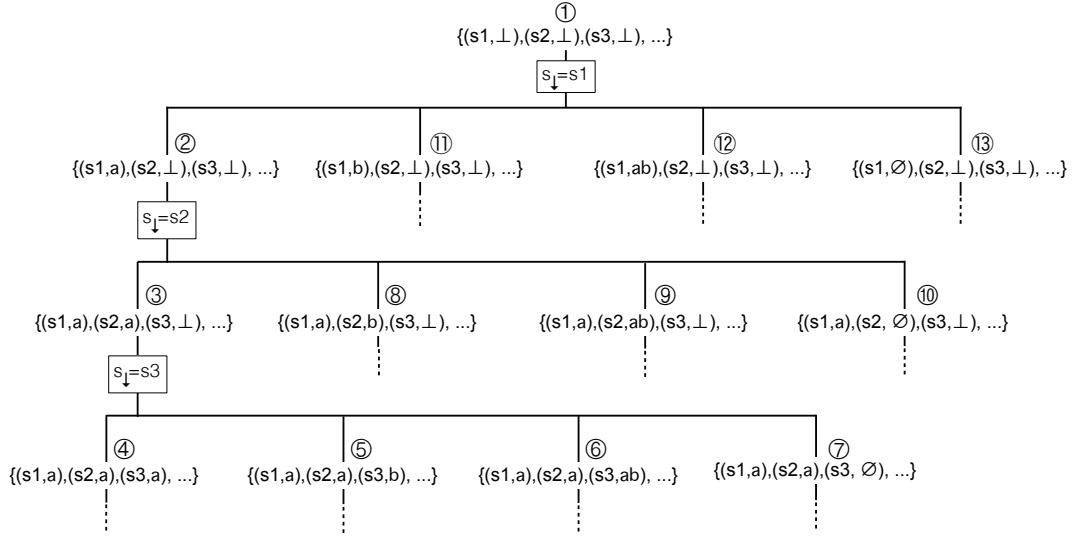 ①
{(s1,⊥),(s2,⊥),(s3,⊥), ...}
s↓=s1
② ⑪ ⑫ ⑬
{(s1,a),(s2,⊥),(s3,⊥), ...} {(s1,b),(s2,⊥),(s3,⊥), ...} {(s1,ab),(s2,⊥),(s3,⊥), ...} {(s1,∅),(s2,⊥),(s3,⊥), ...}
s↓=s2
③ ⑧ ⑨ ⑩
{(s1,a),(s2,a),(s3,⊥), ...} {(s1,a),(s2,b),(s3,⊥), ...} {(s1,a),(s2,ab),(s3,⊥), ...} {(s1,a),(s2, ∅),(s3,⊥), ...}
s↓=s3
④ ⑤ ⑥ ⑦
{(s1,a),(s2,a),(s3,a), ...} {(s1,a),(s2,a),(s3,b), ...} {(s1,a),(s2,a),(s3,ab), ...} {(s1,a),(s2,a),(s3, ∅), ...}